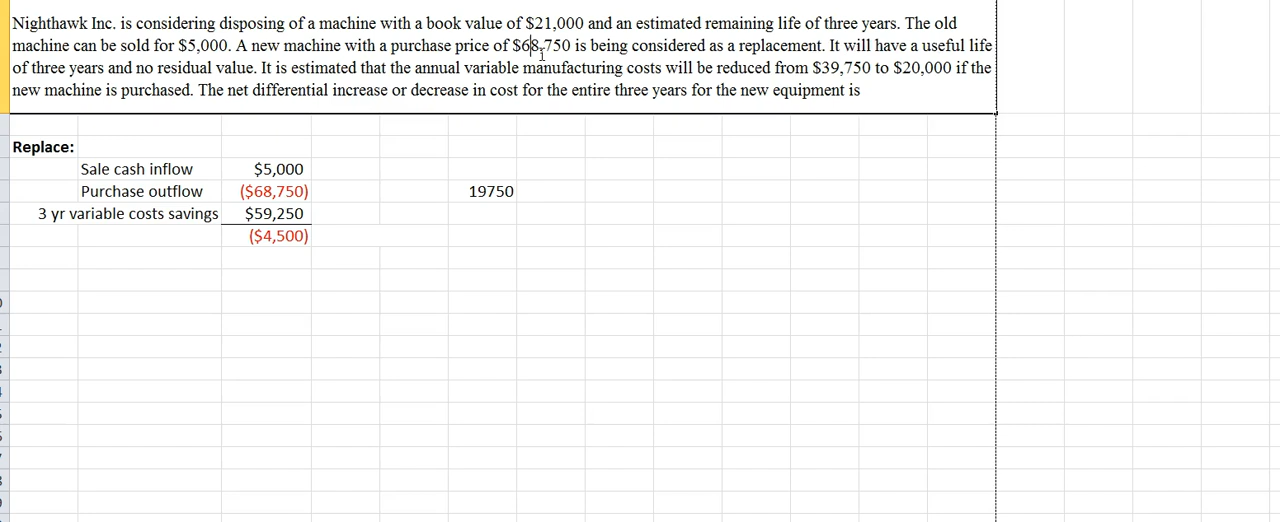 Nighthawk Inc. is considering disposing of a machine with a book value of $21,000 and an estimated remaining life of three years. The old
machine can be sold for $5,000. A new machine with a purchase price of $68,750 is being considered as a replacement. It will have a useful life
of three years and no residual value. It is estimated that the annual variable manufacturing costs will be reduced from $39,750 to $20,000 if the
new machine is purchased. The net differential increase or decrease in cost for the entire three years for the new equipment is
Replace:
Sale cash inflow $5,000
Purchase outflow ($68,750) 19750
3 yr variable costs savings $59,250
($4,500)